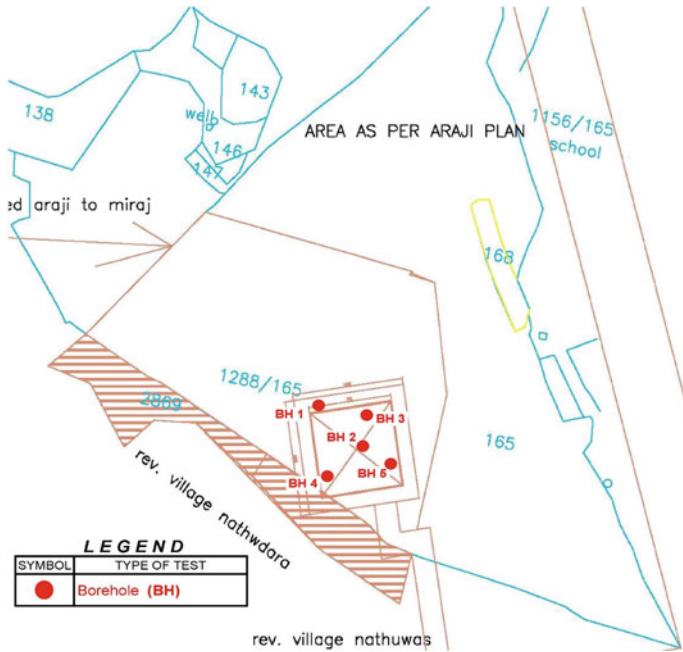 143
138
well
146
147
AREA AS PER ARAJI PLAN
1156/165
school
ed araji to miraj
168
1288/165
2869
BH 1
BH 3
BH 2
BH 4
BH 5
165
rev. village nathwdara
LEGEND
SYMBOL TYPE OF TEST
Borehole (BH)
rev. village nathuwas